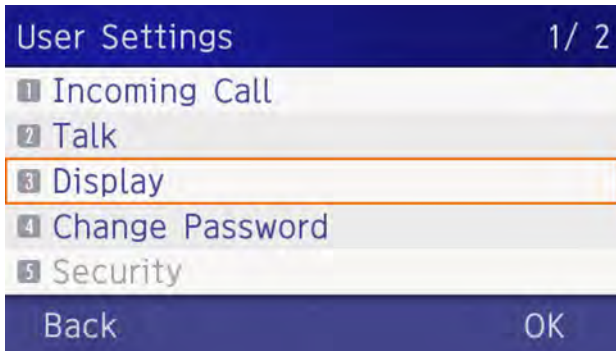 User Settings 1/ 2
1 Incoming Call
2 Talk
3 Display
4 Change Password
5 Security
Back OK